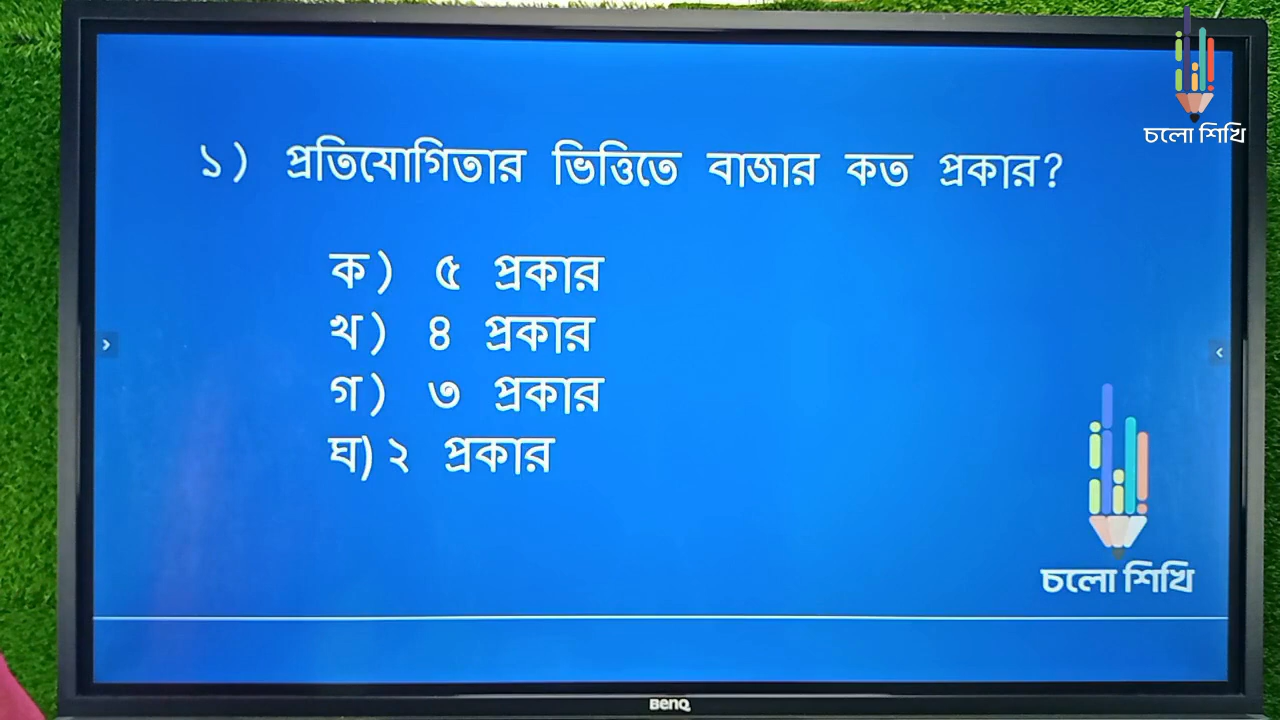 চলো শিখি
১) প্রতিযোগিতার ভিত্তিতে বাজার কত প্রকার?
ক) ৫ প্রকার
খ) ৪ প্রকার
গ) ৩ প্রকার
ঘ) ২ প্রকার
চলো শিখি
BenQ